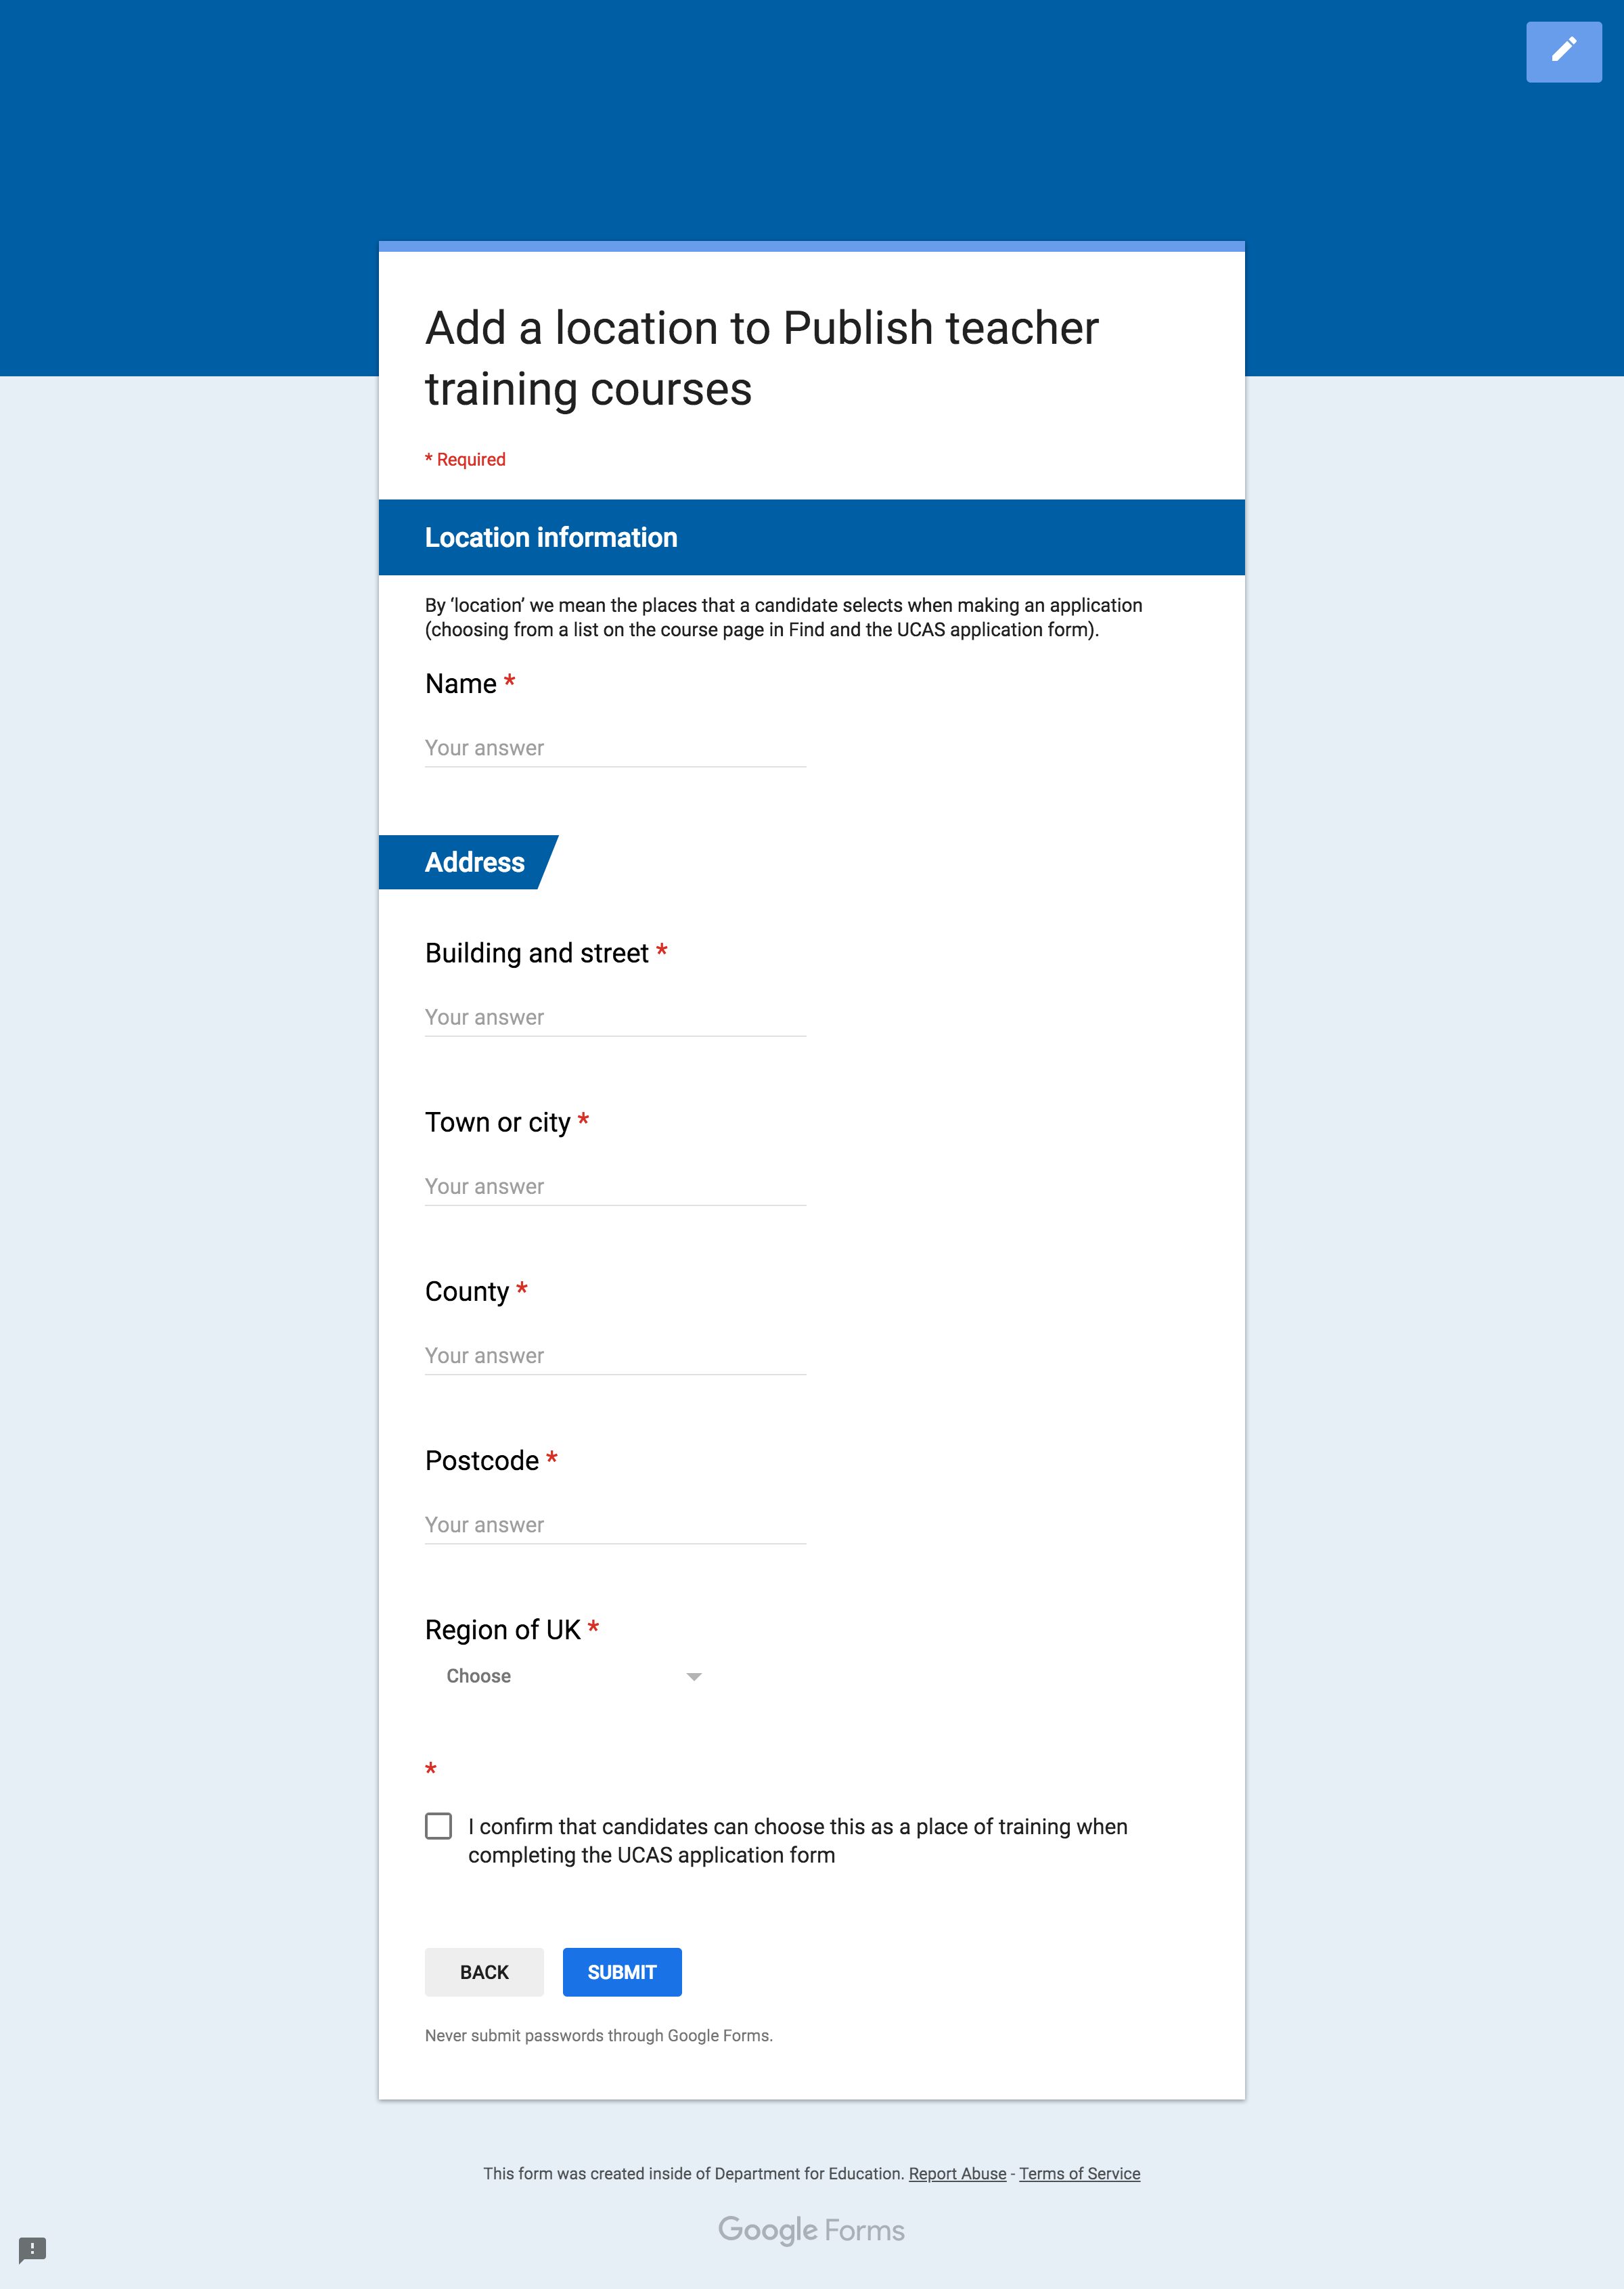 Add a location to Publish teacher
training courses
* Required
Location information
By ‘location’ we mean the places that a candidate selects when making an application
(choosing from a list on the course page in Find and the UCAS application form).
Name *
Your answer
Address
Building and street *
Your answer
Town or city *
Your answer
County *
Your answer
Postcode *
Your answer
Region of UK *
Choose
*
I confirm that candidates can choose this as a place of training when
completing the UCAS application form
BACK SUBMIT
Never submit passwords through Google Forms.
This form was created inside of Department for Education. Report Abuse - Terms of Service
Google Forms